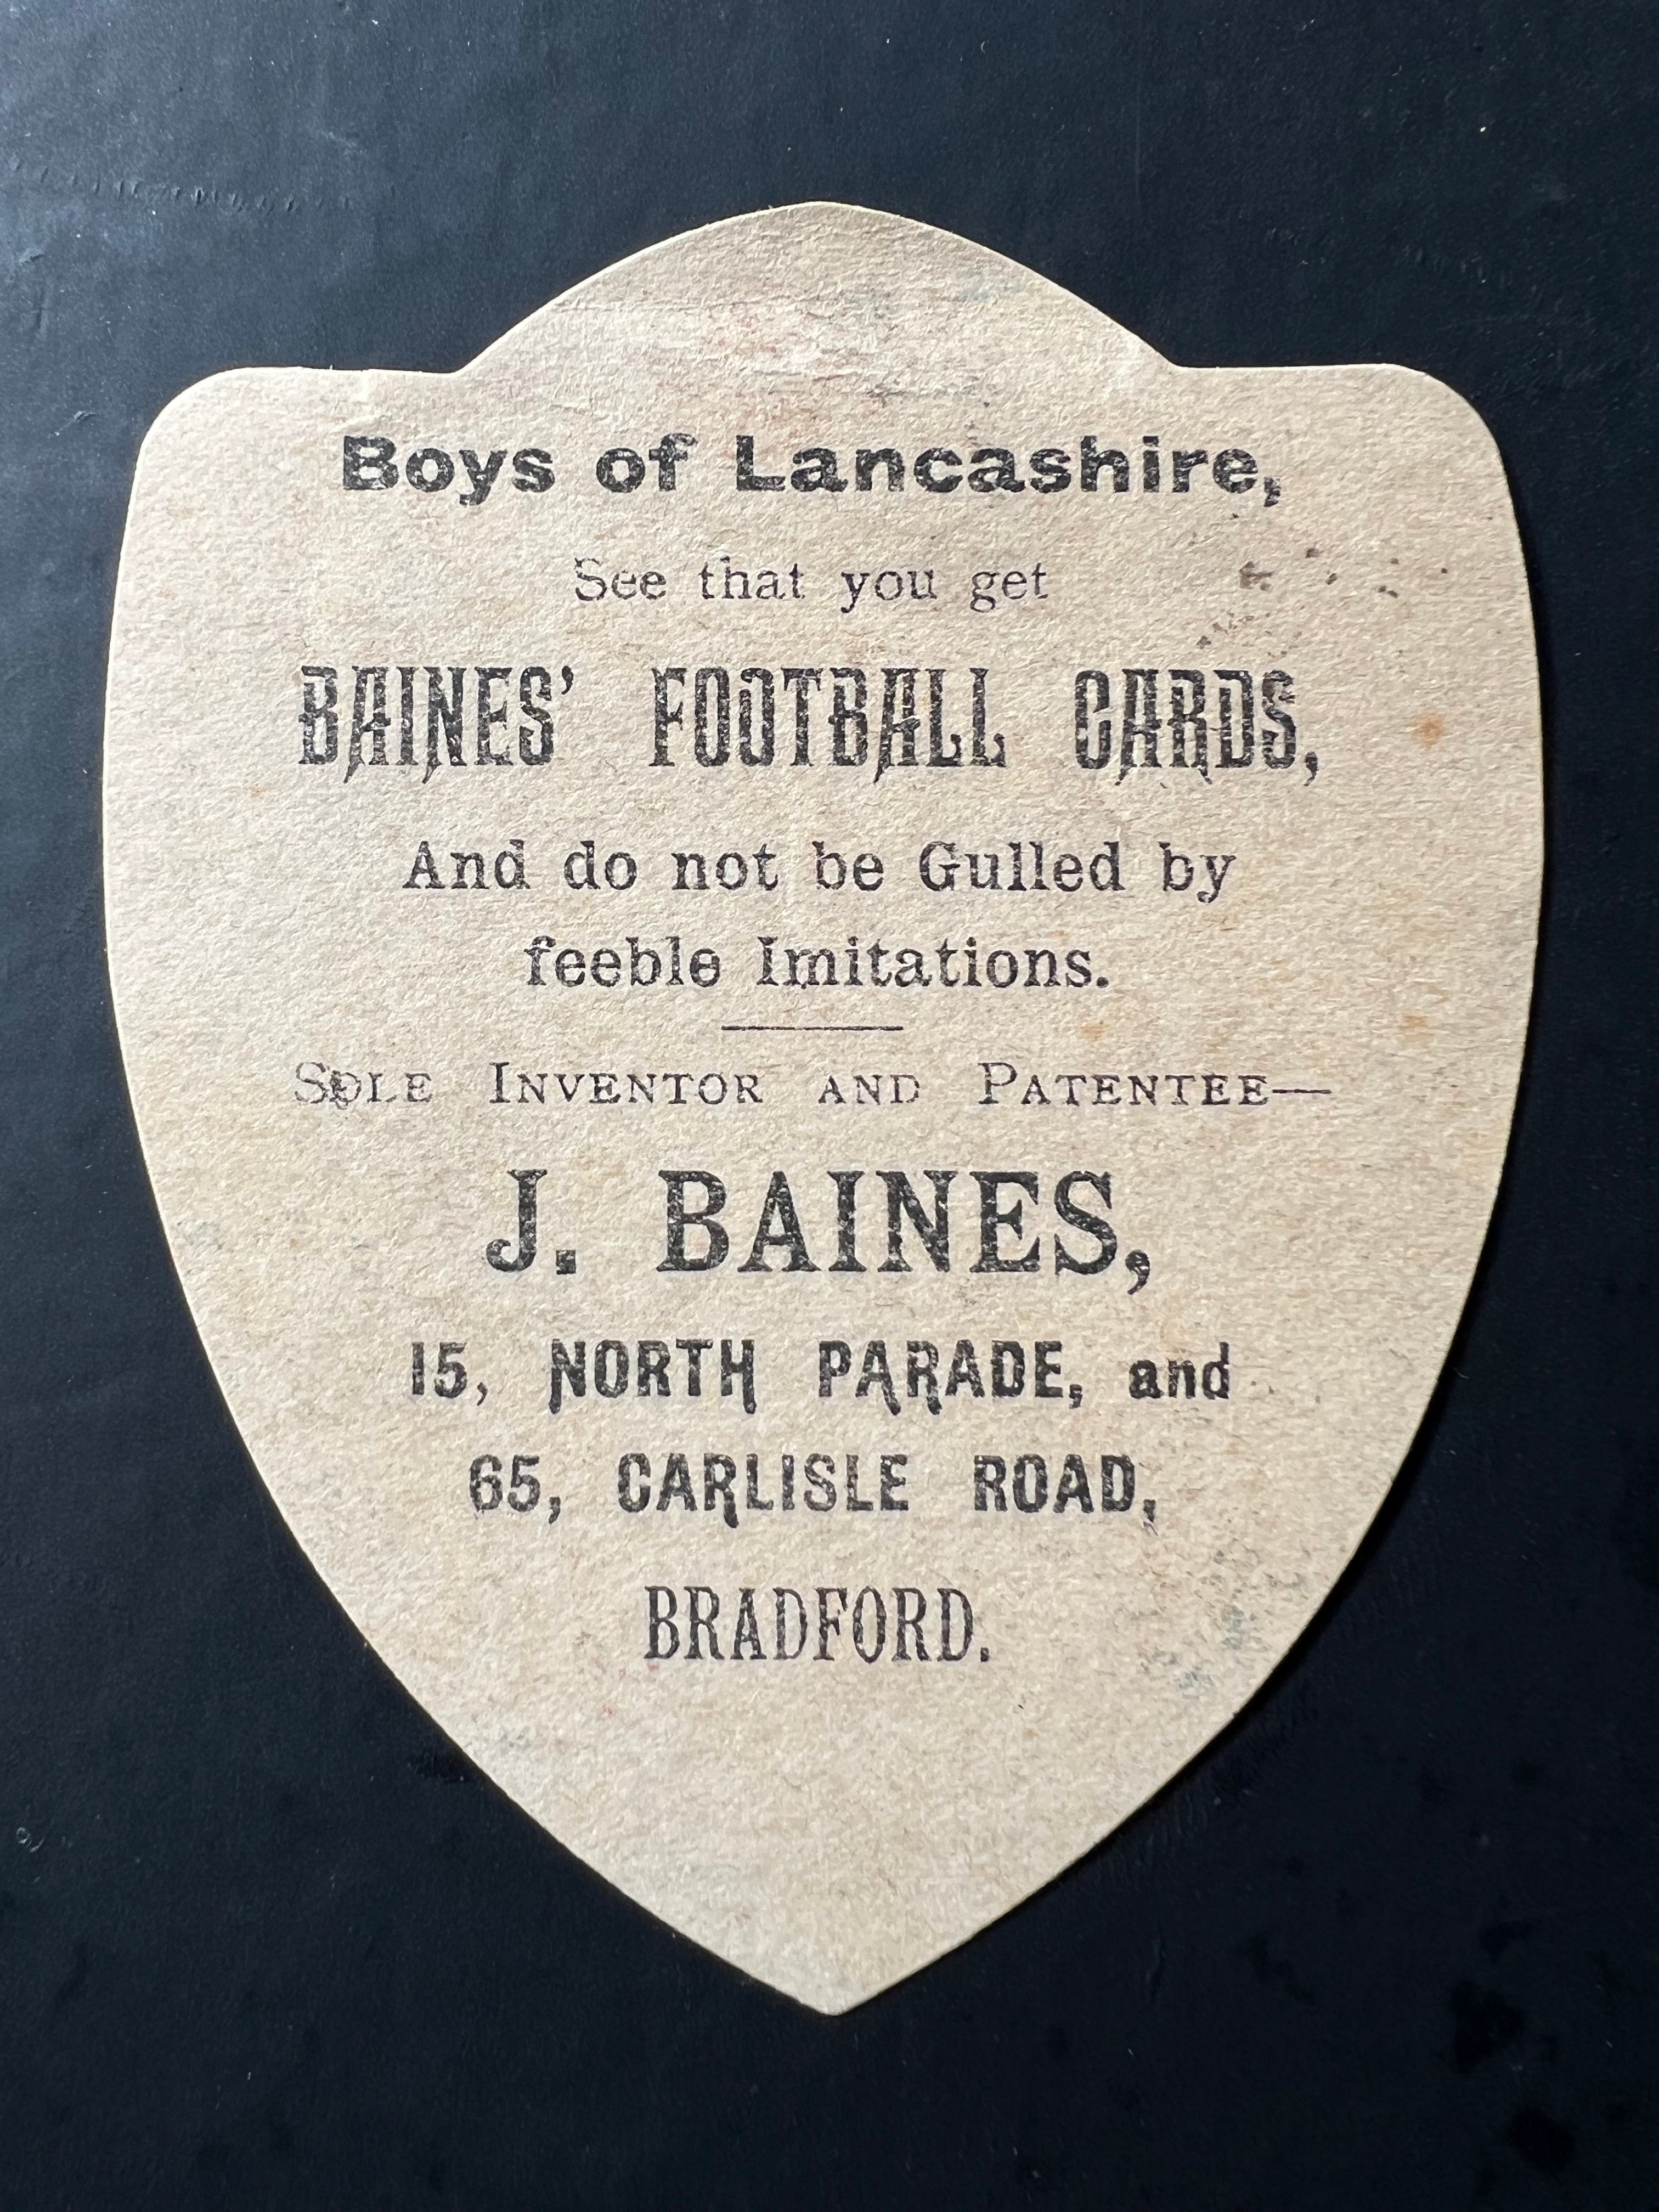 Boys of Lancashire,
See that you get
BAINES' FOOTBALL CARDS,
And do not be Gulled by
feeble Imitations.
SOLE INVENTOR AND PATENTEE—
J. BAINES,
15, NORTH PARADE, and
65, CARLISLE ROAD,
BRADFORD.